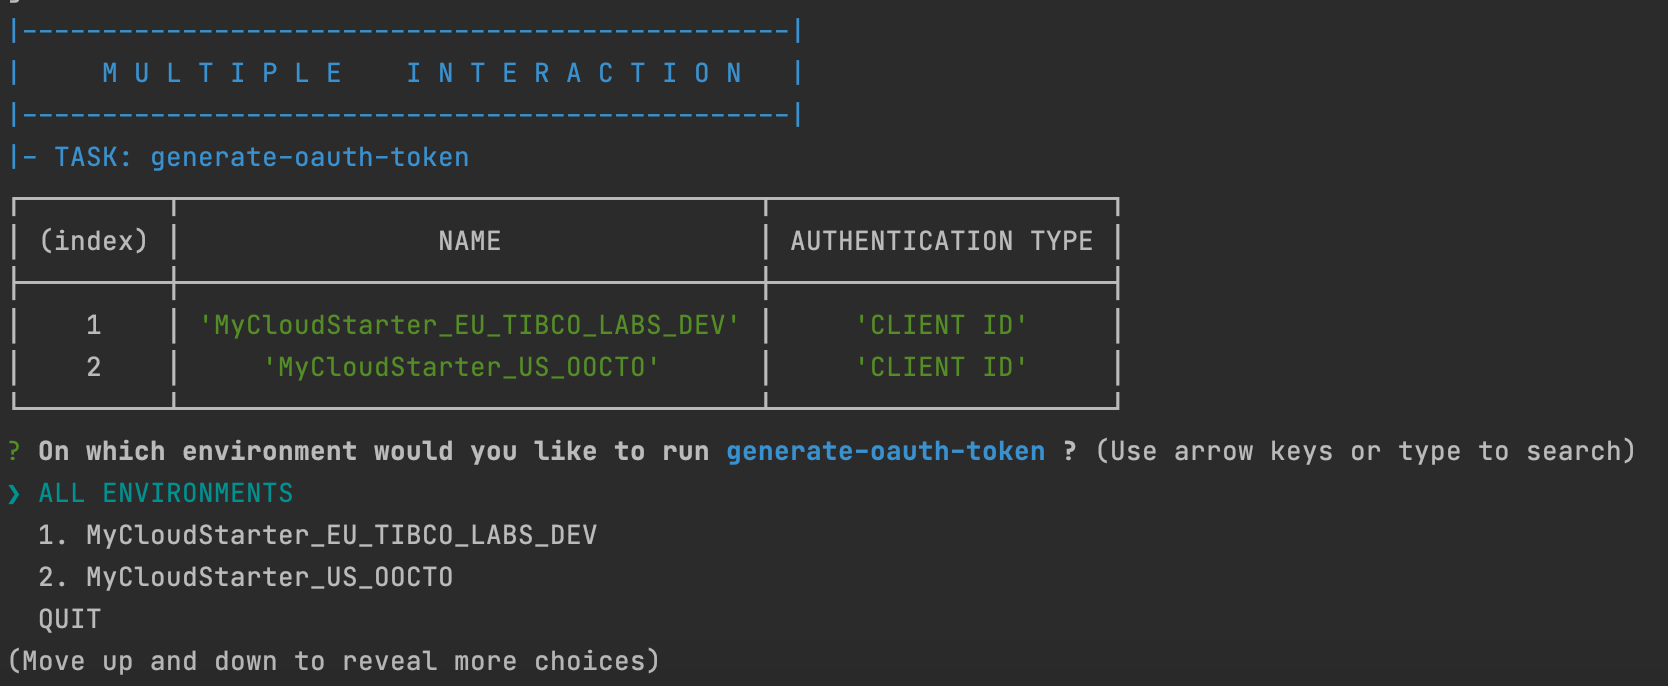 |------------------------------------------------|
|     M U L T I P L E    I N T E R A C T I O N   |
|------------------------------------------------|
|- TASK: generate-oauth-token
(index) NAME AUTHENTICATION TYPE
1 'MyCloudStarter_EU_TIBCO_LABS_DEV' 'CLIENT ID'
2 'MyCloudStarter_US_OOCTO' 'CLIENT ID'
? On which environment would you like to run generate-oauth-token ? (Use arrow keys or type to search)
❯ ALL ENVIRONMENTS
1. MyCloudStarter_EU_TIBCO_LABS_DEV
2. MyCloudStarter_US_OOCTO
QUIT
(Move up and down to reveal more choices)